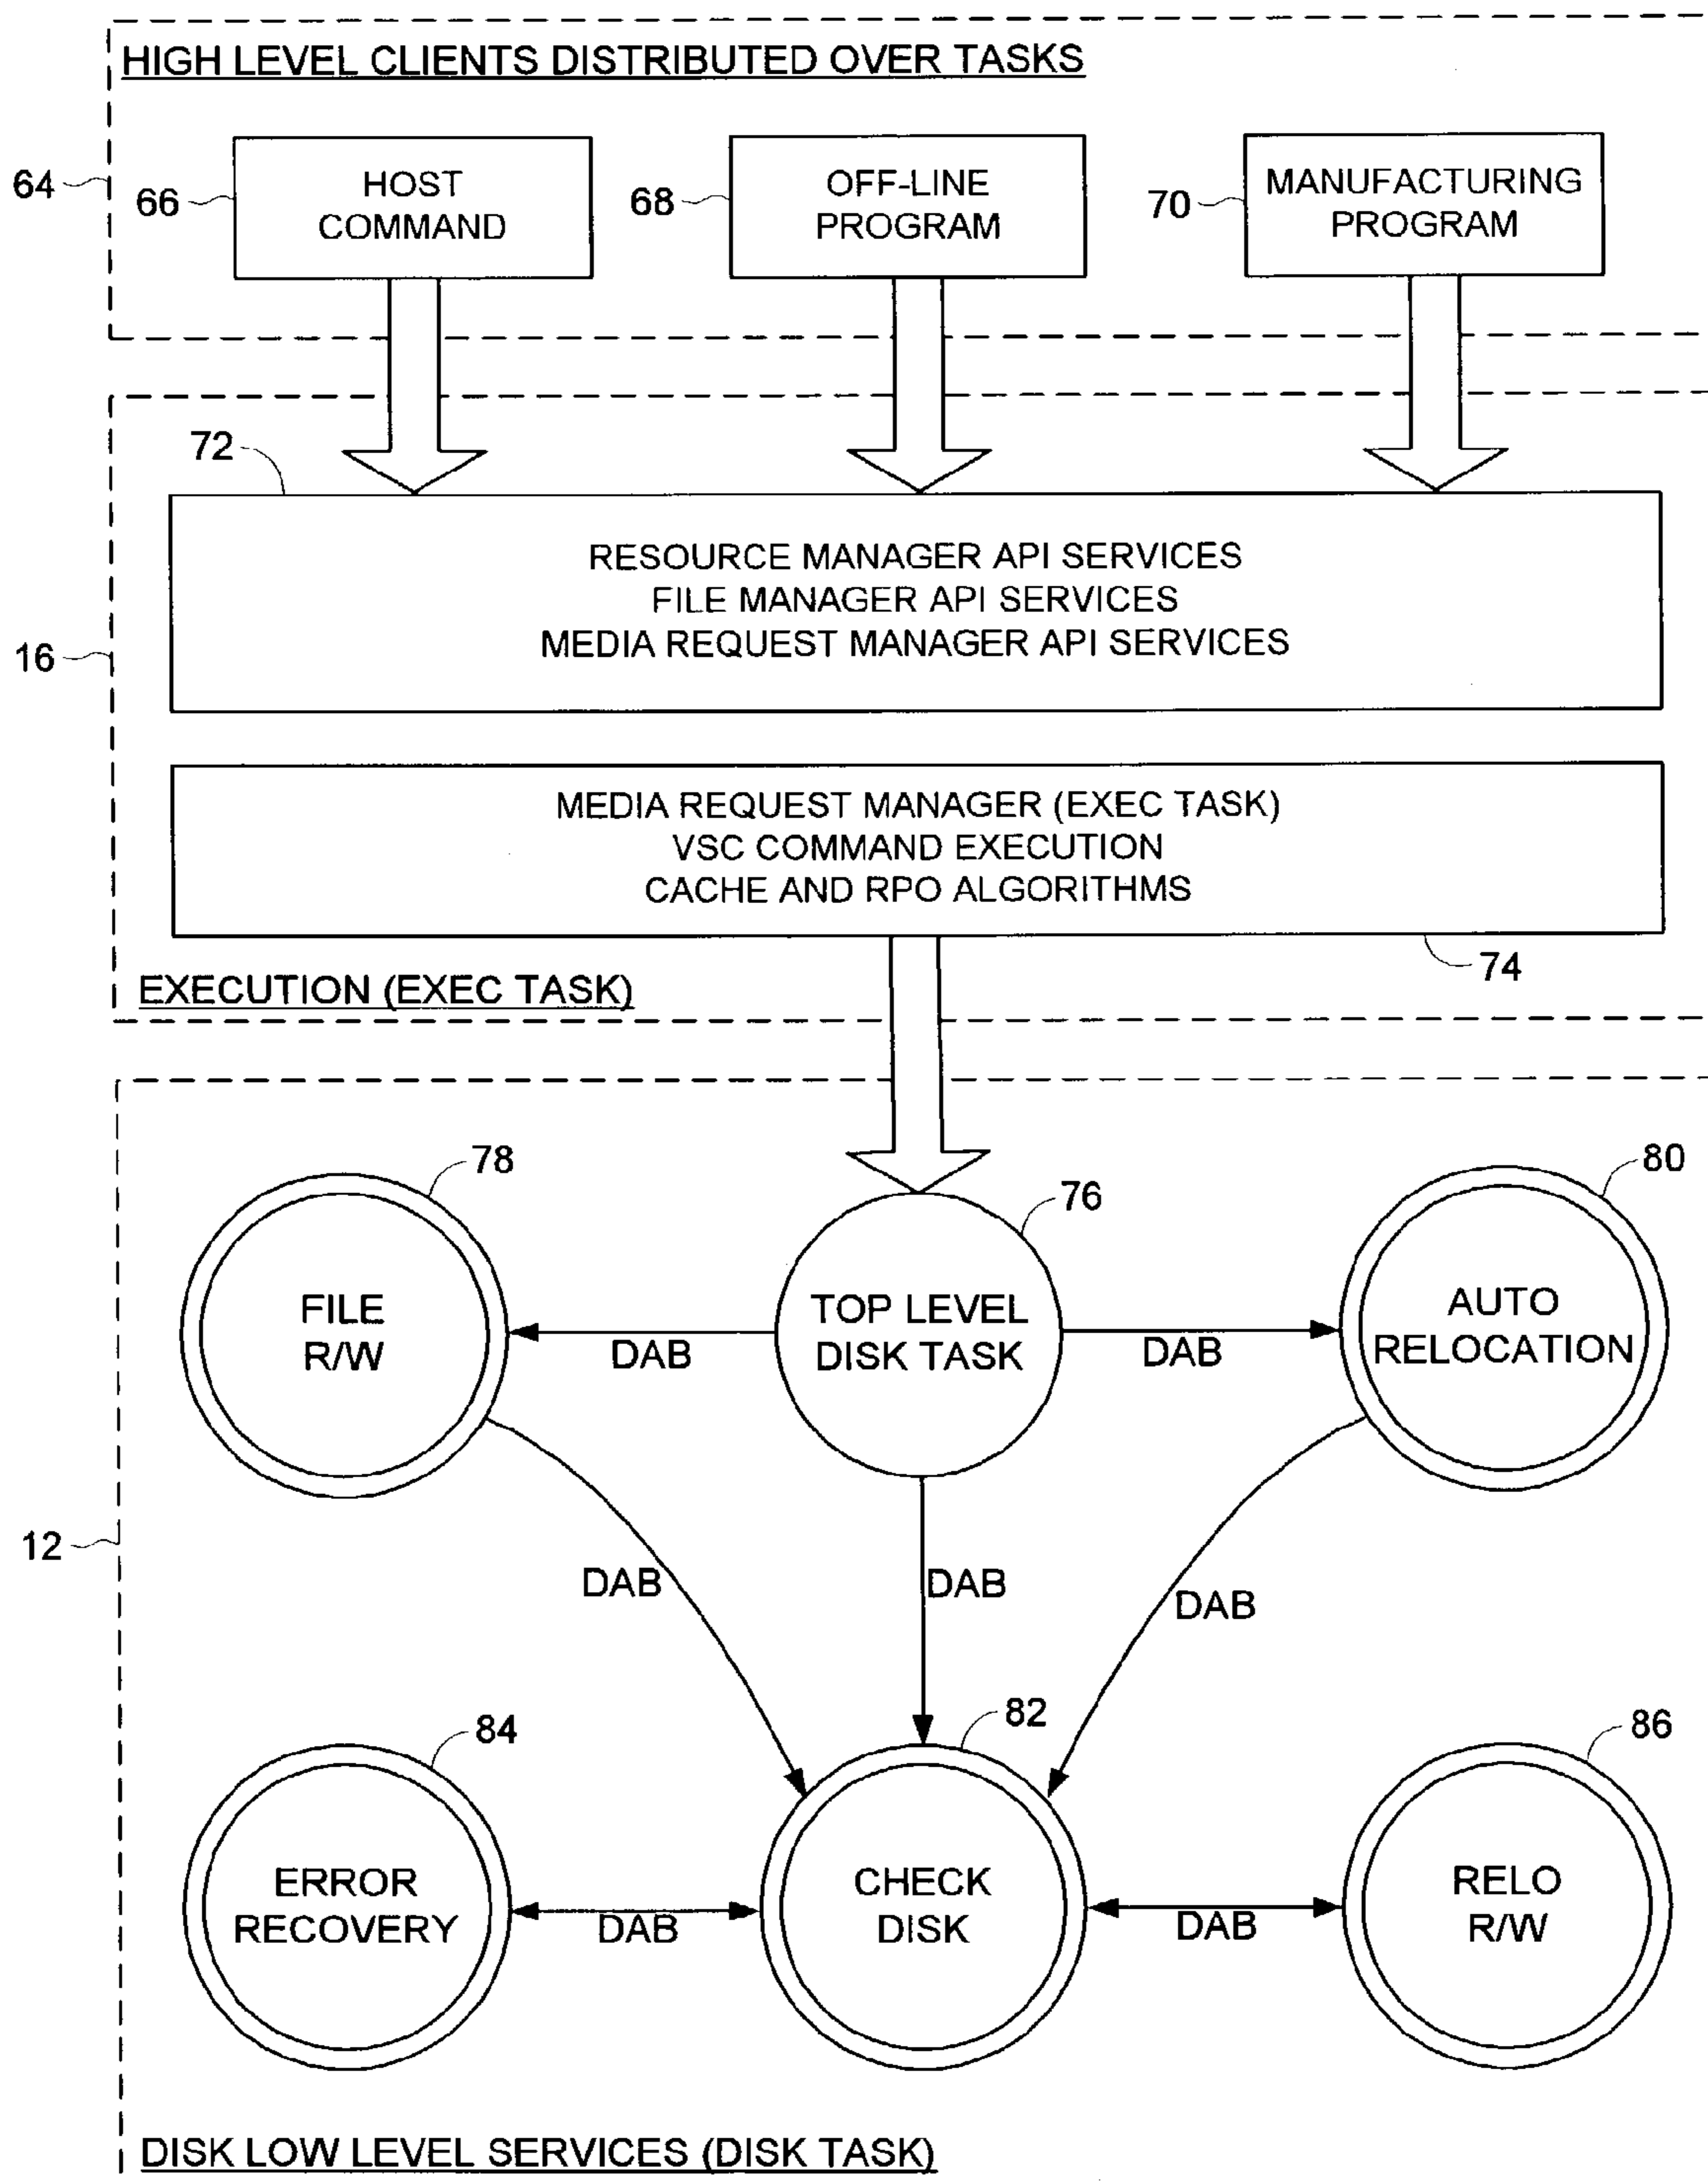 HIGH LEVEL CLIENTS DISTRIBUTED OVER TASKS
64
66
HOST
COMMAND
68
OFF-LINE
PROGRAM
70
MANUFACTURING
PROGRAM
72
RESOURCE MANAGER API SERVICES
FILE MANAGER API SERVICES
MEDIA REQUEST MANAGER API SERVICES
16
MEDIA REQUEST MANAGER (EXEC TASK)
VSC COMMAND EXECUTION
CACHE AND RPO ALGORITHMS
74
EXECUTION (EXEC TASK)
78
FILE
R/W
76
TOP LEVEL
DISK TASK
80
AUTO
RELOCATION
DAB
DAB
12
DAB
DAB
DAB
84
ERROR
RECOVERY
82
CHECK
DISK
86
RELO
R/W
DAB
DAB
DISK LOW LEVEL SERVICES (DISK TASK)